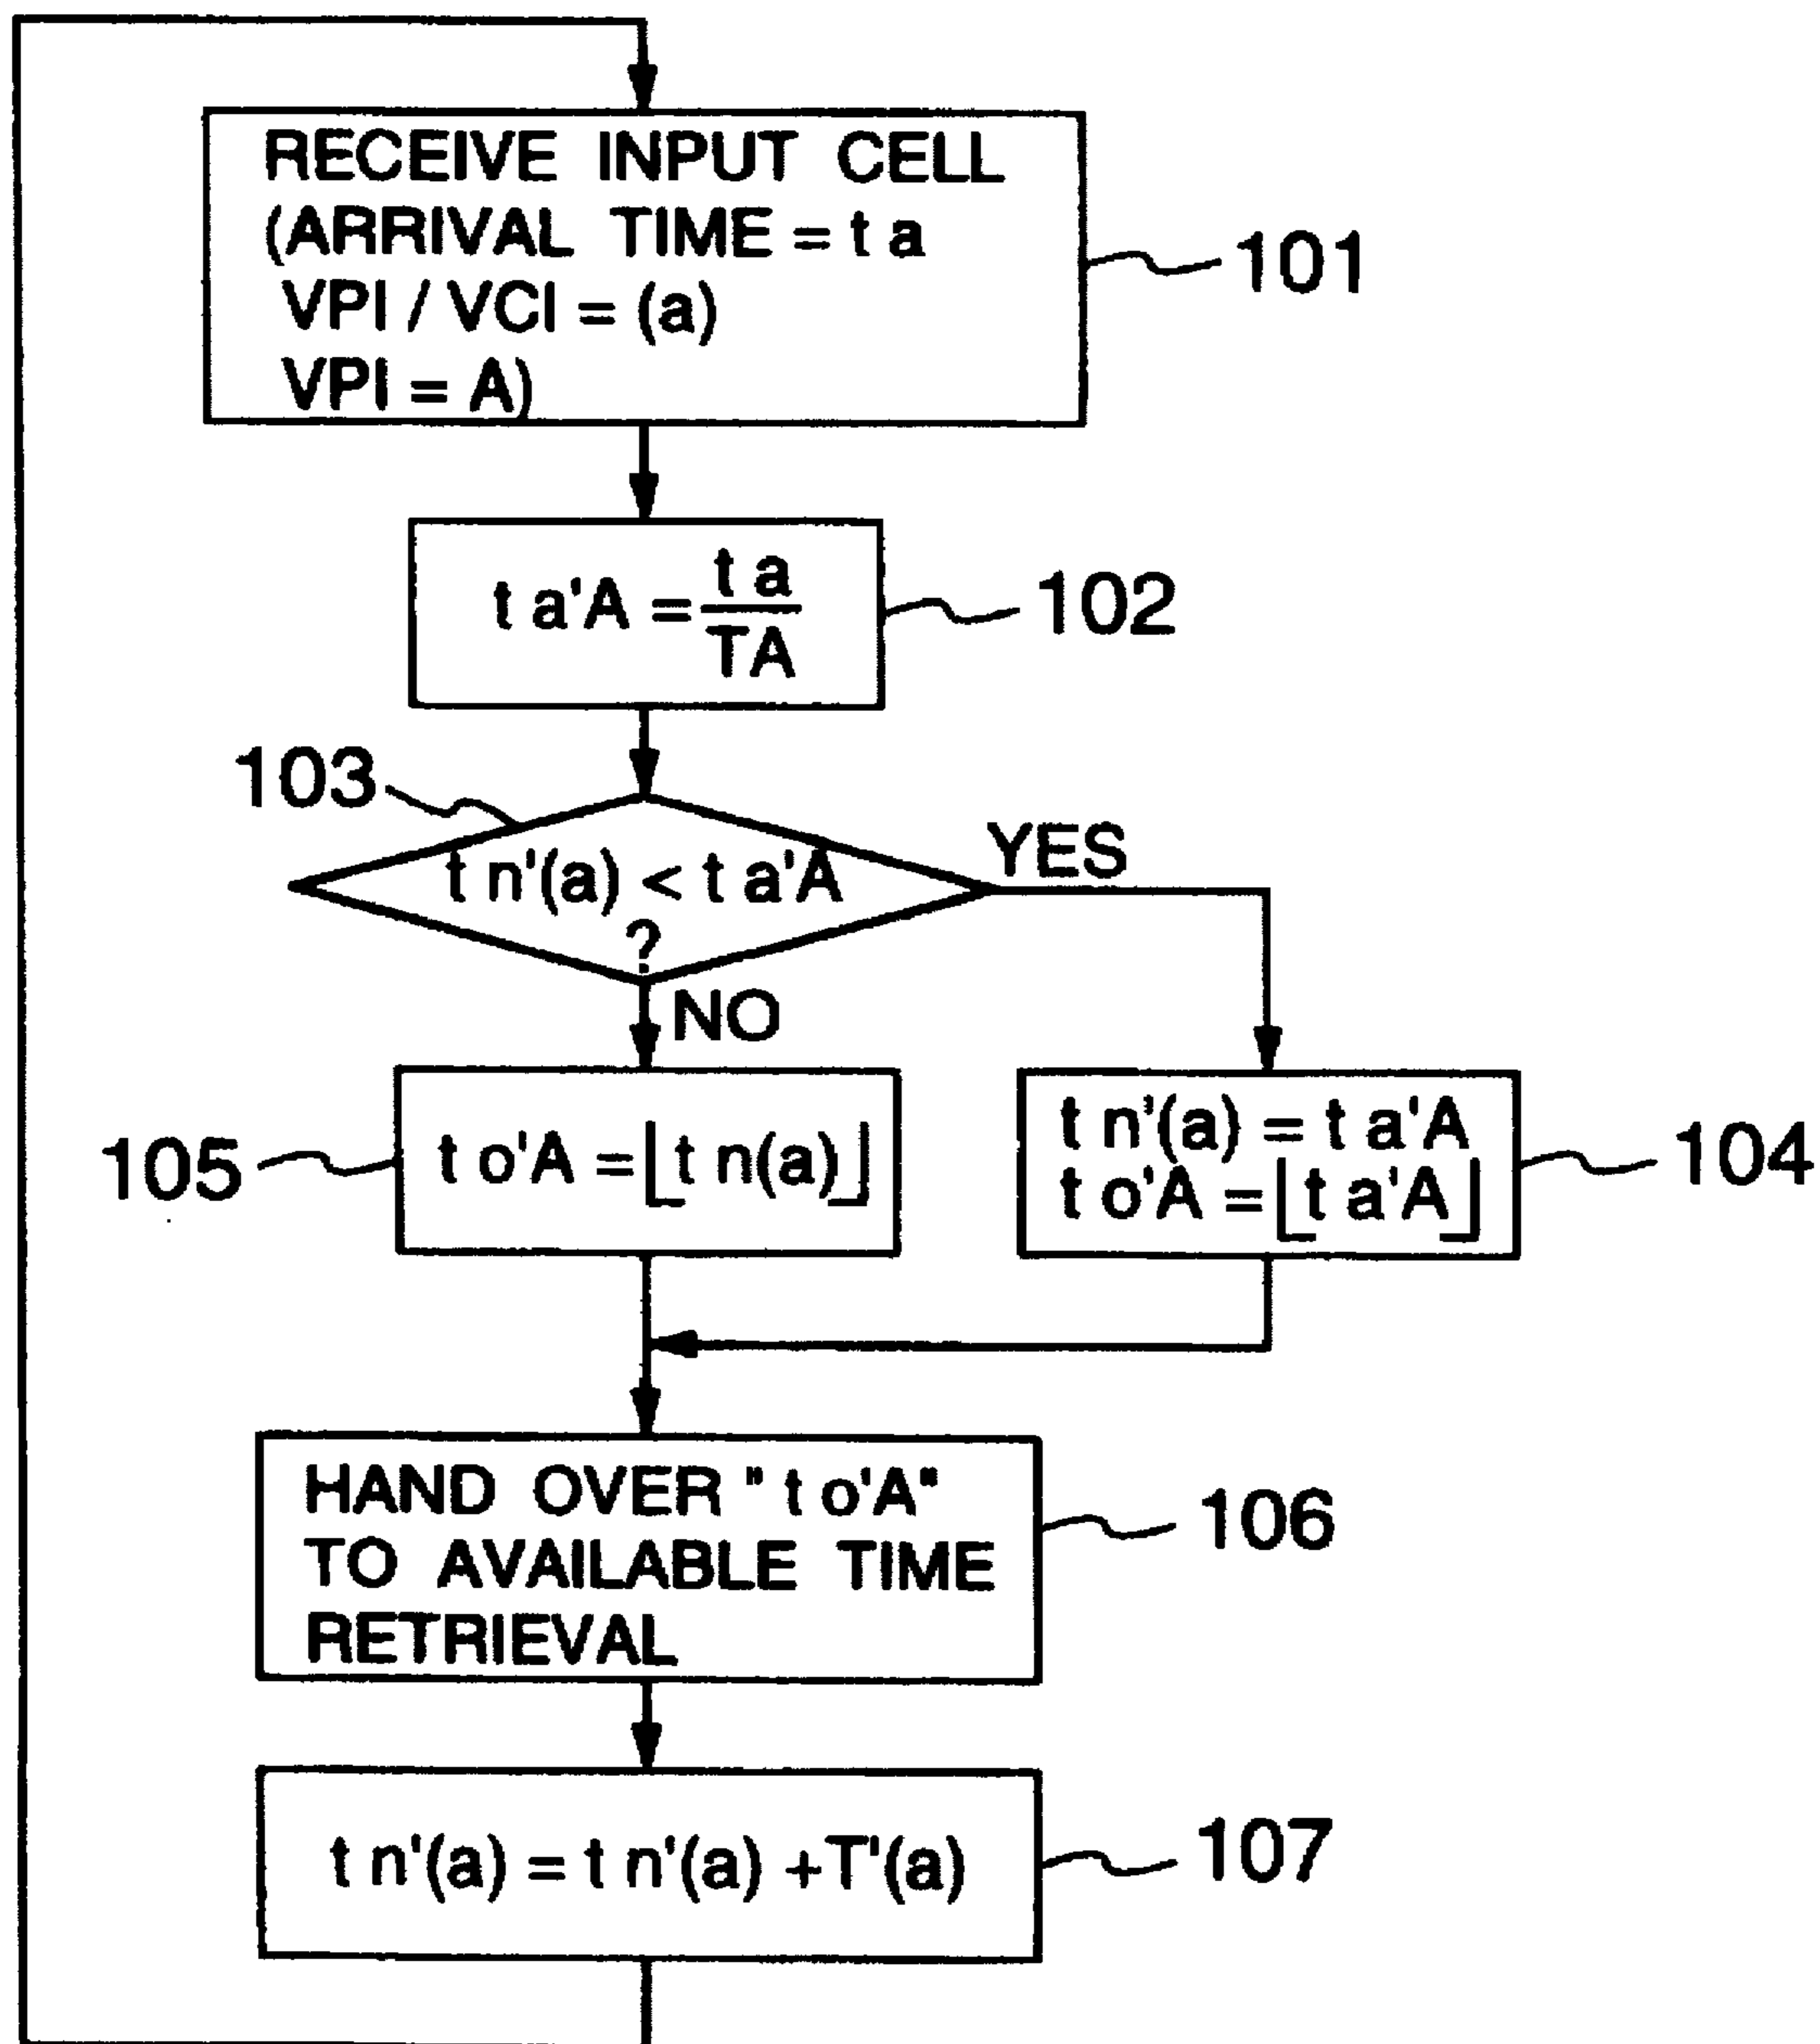 RECEIVE INPUT CELL
(ARRIVAL TIME = t a
VPI / VCI = (a)
VPI = A)
101
t a'A = t a / TA
102
103
t n'(a) < t a'A
?
YES
NO
t o'A = ⌊t n(a)⌋
105
t n'(a) = t a'A
t o'A = ⌊t a'A⌋
104
HAND OVER " t o'A"
TO AVAILABLE TIME
RETRIEVAL
106
t n'(a) = t n'(a) +T'(a)
107